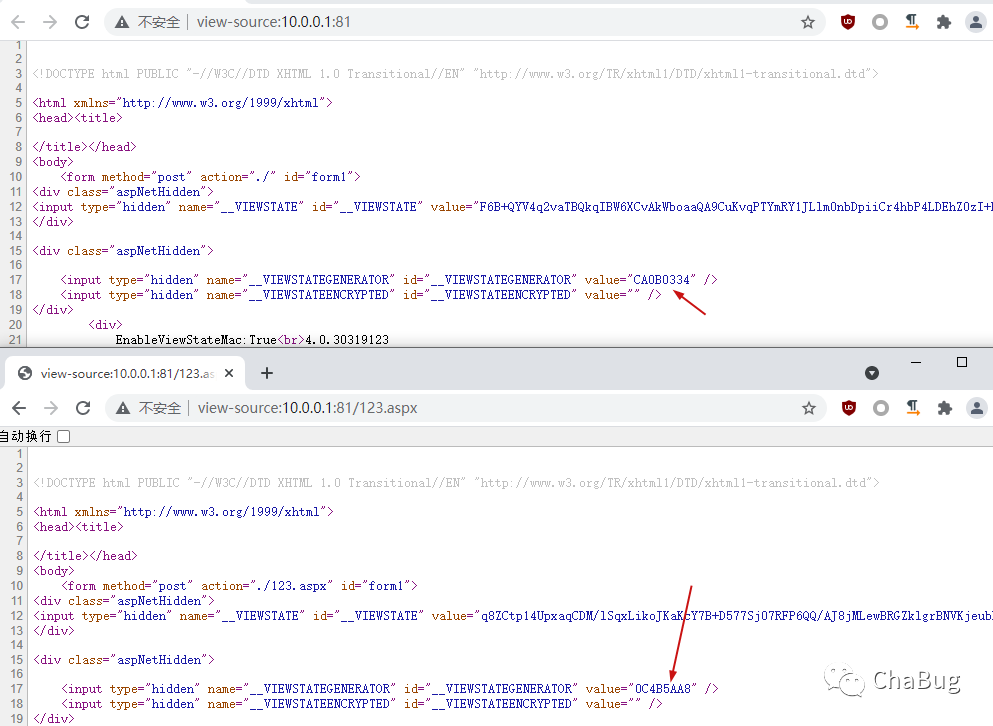 不安全 | view-source:10.0.0.1:81
1
2
3 <!DOCTYPE html PUBLIC "-//W3C//DTD XHTML 1.0 Transitional//EN" "http://www.w3.org/TR/xhtml1/DTD/xhtml1-transitional.dtd">
4
5 <html xmlns="http://www.w3.org/1999/xhtml">
6 <head><title>
7
8 </title></head>
9 <body>
10 <form method="post" action="./" id="form1">
11 <div class="aspNetHidden">
12 <input type="hidden" name="__VIEWSTATE" id="__VIEWSTATE" value="
13 </div>
14
15 <div class="aspNetHidden">
16
17 <input type="hidden" name="__VIEWSTATEGENERATOR" id="__VIEWSTATEGENERATOR" value="CA0B0334" />
18 <input type="hidden" name="__VIEWSTATEENCRYPTED" id="__VIEWSTATEENCRYPTED" value="" />
19 </div>
20 <div>
21 EnableViewStateMac:True<br>4.0.30319123
view-source:10.0.0.1:81/123.as
不安全 | view-source:10.0.0.1:81/123.aspx
自动换行
1
2
3 <!DOCTYPE html PUBLIC "-//W3C//DTD XHTML 1.0 Transitional//EN" "http://www.w3.org/TR/xhtml1/DTD/xhtml1-transitional.dtd">
4
5 <html xmlns="http://www.w3.org/1999/xhtml">
6 <head><title>
7
8 </title></head>
9 <body>
10 <form method="post" action="./123.aspx" id="form1">
11 <div class="aspNetHidden">
12 <input type="hidden" name="__VIEWSTATE" id="__VIEWSTATE" value="
13 </div>
14
15 <div class="aspNetHidden">
16
17 <input type="hidden" name="__VIEWSTATEGENERATOR" id="__VIEWSTATEGENERATOR" value="0C4B5AA8" />
18 <input type="hidden" name="__VIEWSTATEENCRYPTED" id="__VIEWSTATEENCRYPTED" value="" />
19 </div>
ChaBug